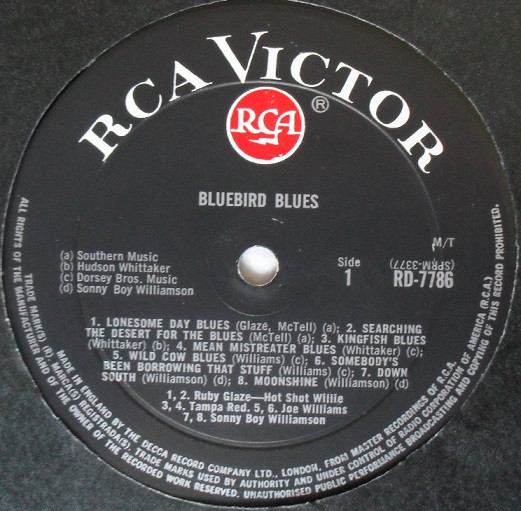 RCA VICTOR
RCA
®
BLUEBIRD BLUES
M/T
(a) Southern Music
(b) Hudson Whittaker
(c) Dorsey Bros. Music
(d) Sonny Boy Williamson
Side
1
(SPRM-3377)
RD-7786
1. LONESOME DAY BLUES (Glaze, McTell) (a); 2. SEARCHING
THE DESERT FOR THE BLUES (McTell) (a); 3. KINGFISH BLUES
(Whittaker) (b); 4. MEAN MISTREATER BLUES (Whittaker) (c);
5. WILD COW BLUES (Williams) (c); 6. SOMEBODY'S
BEEN BORROWING THAT STUFF (Williams) (c); 7. DOWN
SOUTH (Williamson) (d); 8. MOONSHINE (Williamson) (d)
1, 2. Ruby Glaze—Hot Shot Willie
3, 4. Tampa Red. 5, 6. Joe Williams
7, 8. Sonny Boy Williamson
TRADE MARK(S) (R.) MARCA(S) REGISTRADA(S). TRADE MARKS USED BY AUTHORITY AND UNDER CONTROL OF RADIO CORPORATION OF AMERICA (R.C.A.)
MADE IN ENGLAND BY THE DECCA RECORD COMPANY LTD., LONDON, FROM MASTER RECORDINGS OF R.C.A.
ALL RIGHTS OF THE MANUFACTURER AND OF THE OWNER OF THE RECORDED WORK RESERVED. UNAUTHORISED PUBLIC PERFORMANCE BROADCASTING AND COPYING OF THIS RECORD PROHIBITED.